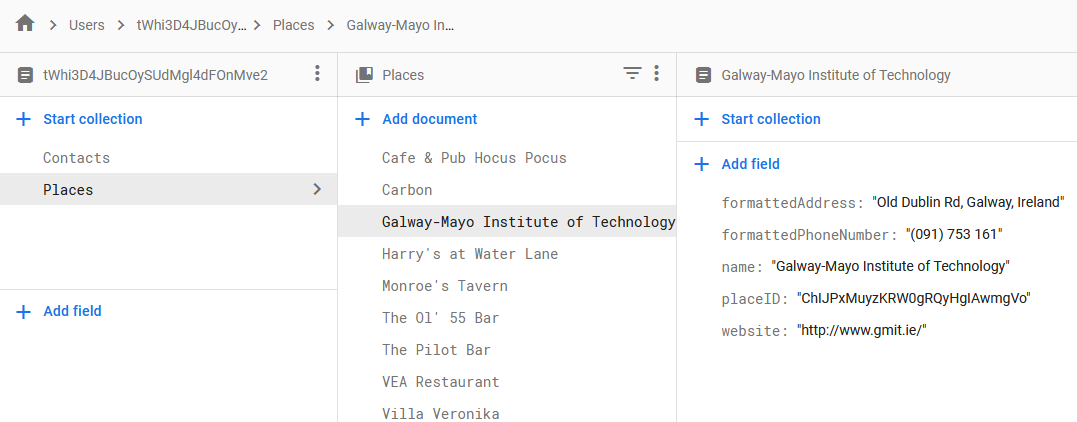 Users > tWhi3D4JBucOy... > Places > Galway-Mayo In...
tWhi3D4JBucOySUdMgl4dFOnMve2
Start collection
Contacts
Places
Add field
Places
Add document
Cafe & Pub Hocus Pocus
Carbon
Galway-Mayo Institute of Technology
Harry's at Water Lane
Monroe's Tavern
The Ol' 55 Bar
The Pilot Bar
VEA Restaurant
Villa Veronika
Galway-Mayo Institute of Technology
Start collection
Add field
formattedAddress: "Old Dublin Rd, Galway, Ireland"
formattedPhoneNumber: "(091) 753 161"
name: "Galway-Mayo Institute of Technology"
placeID: "ChIJPxMuyzKRW0gRQyHgIAwmgVo"
website: "http://www.gmit.ie/"